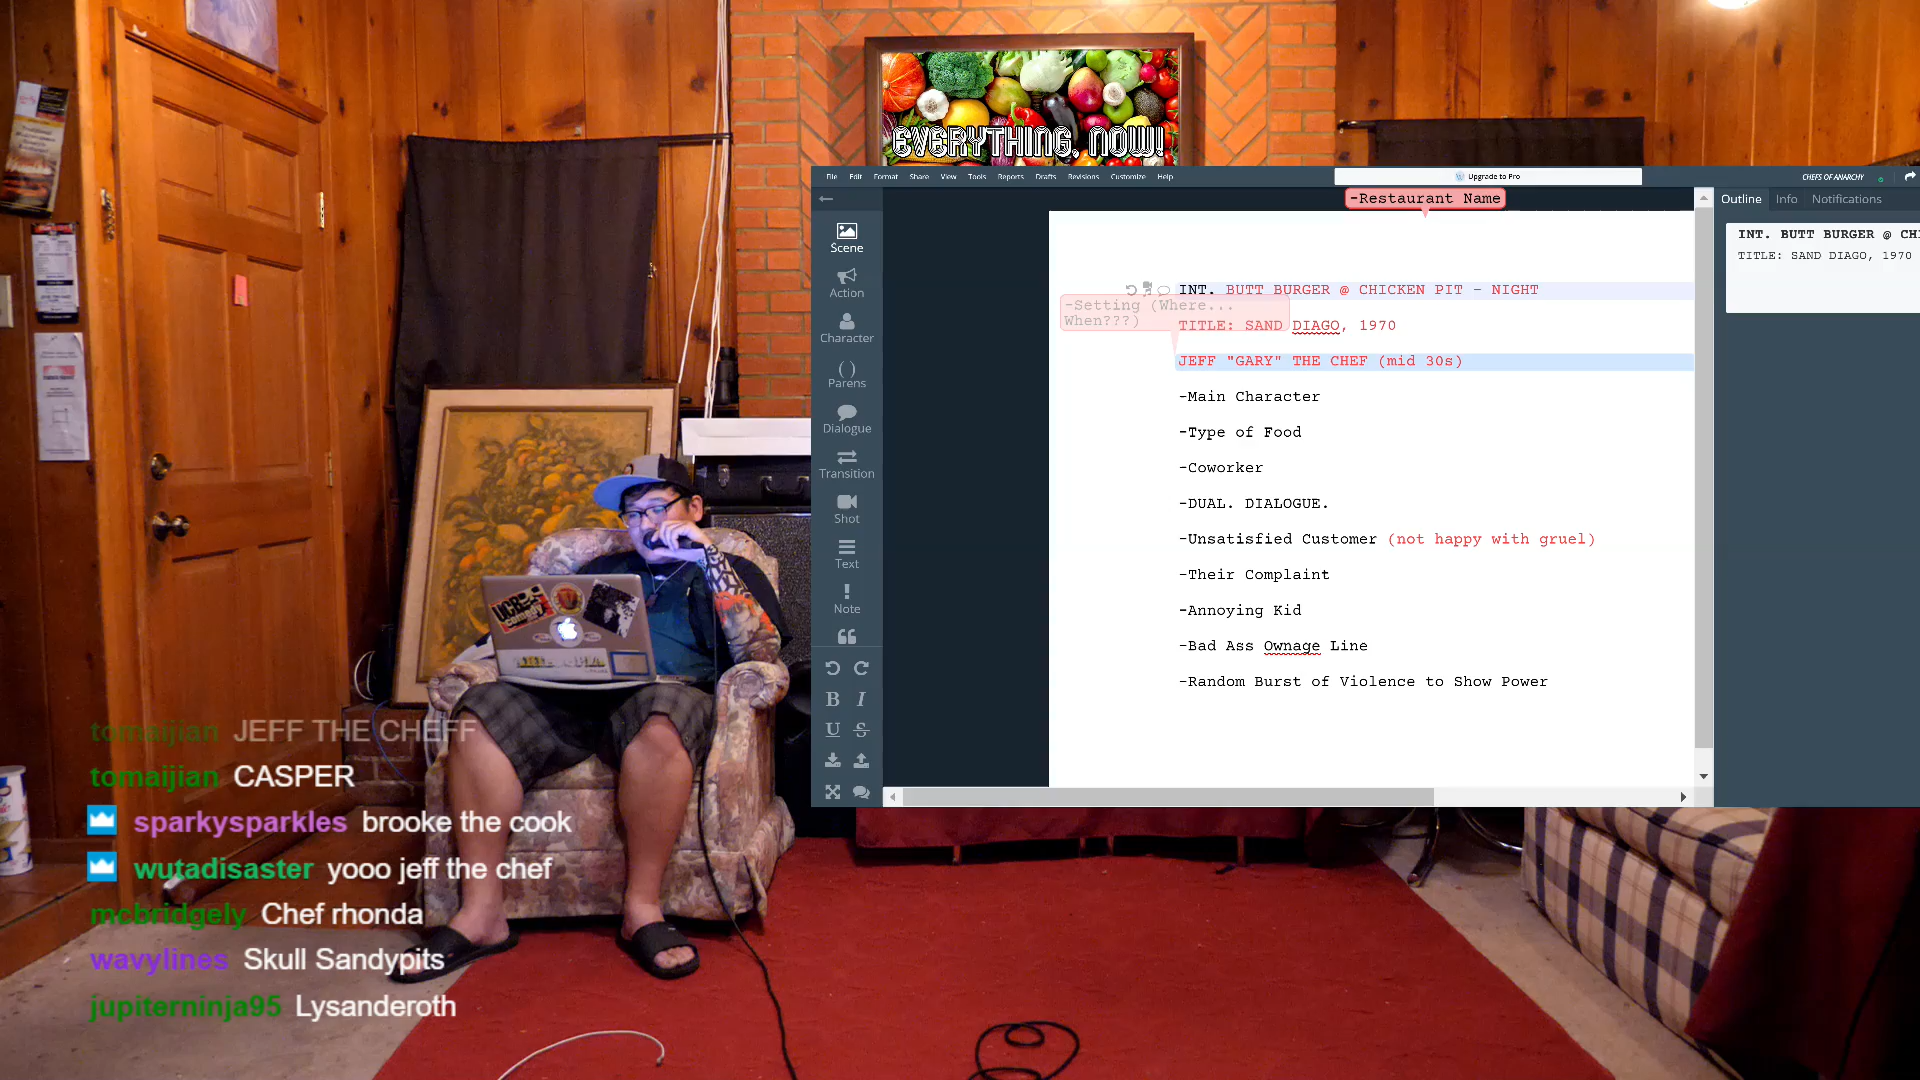 EVERYTHING, NOW!
File Edit Format Share View Tools Reports Drafts Revisions Customize Help
Upgrade to Pro
CHEFS OF ANARCHY
-Restaurant Name
Outline Info Notifications
Scene
Action
Character
( )
Parens
Dialogue
Transition
Shot
Text
Note
B I
U S
INT. BUTT BURGER @ CHICKEN PIT - NIGHT
-Setting (Where...
When???)
TITLE: SAND DIAGO, 1970
JEFF "GARY" THE CHEF (mid 30s)
-Main Character
-Type of Food
-Coworker
-DUAL. DIALOGUE.
-Unsatisfied Customer (not happy with gruel)
-Their Complaint
-Annoying Kid
-Bad Ass Ownage Line
-Random Burst of Violence to Show Power
INT. BUTT BURGER @ CHI
TITLE: SAND DIAGO, 1970
UCB comedy
tomaijian JEFF THE CHEFF
tomaijian CASPER
sparkysparkles brooke the cook
wutadisaster yooo jeff the chef
mcbridgely Chef rhonda
wavylines Skull Sandypits
jupiterninja95 Lysanderoth